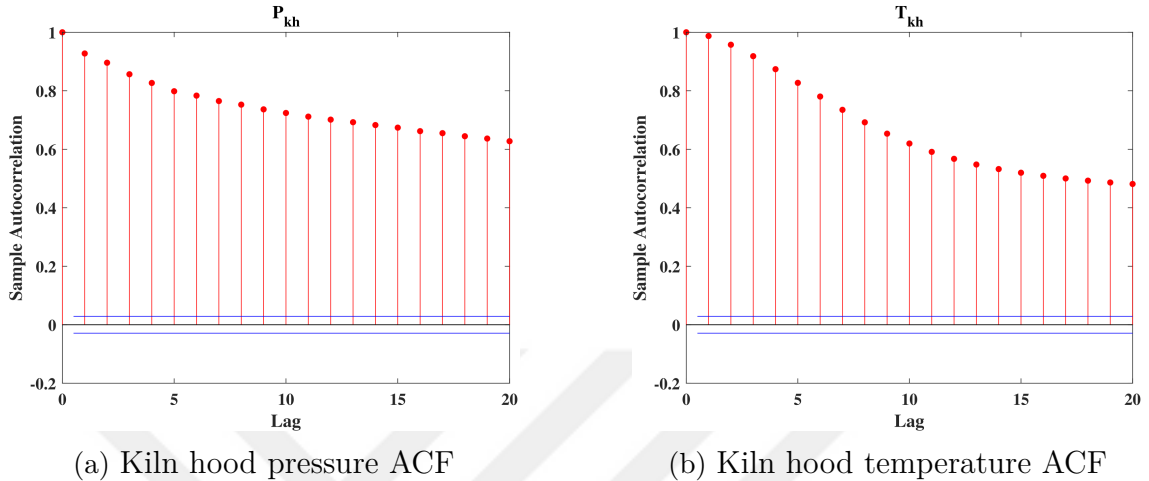 P_kh
1
0.8
0.6
0.4
0.2
0
-0.2
Sample Autocorrelation
0 5 10 15 20
Lag
(a) Kiln hood pressure ACF
T_kh
1
0.8
0.6
0.4
0.2
0
-0.2
Sample Autocorrelation
0 5 10 15 20
Lag
(b) Kiln hood temperature ACF